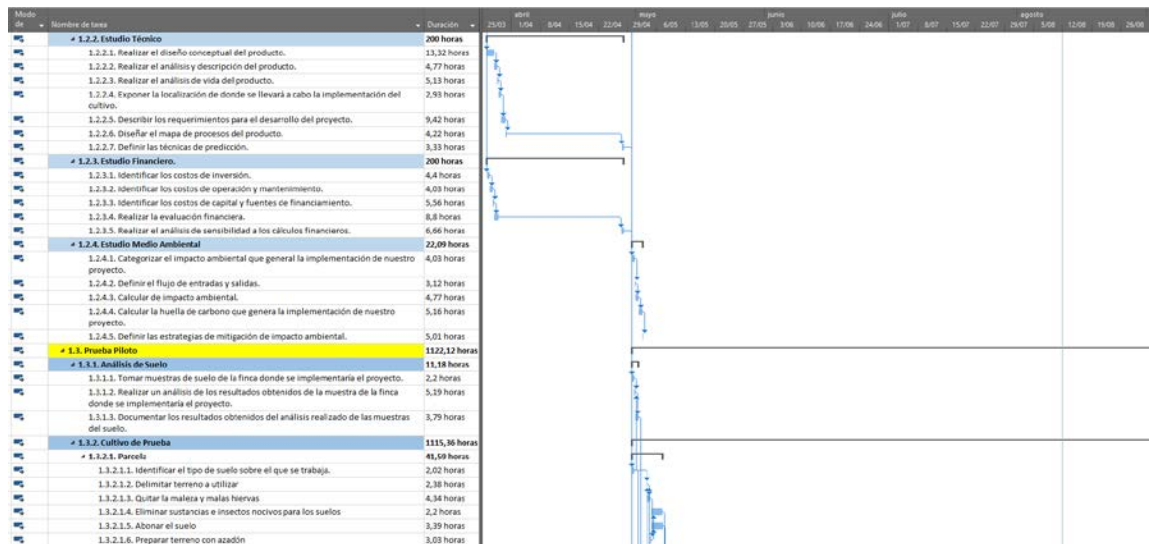 Modo
abril mayo junio julio agosto
de Nombre de tarea Duración 25/03 1/04 8/04 15/04 22/04 29/04 6/05 13/05 20/05 27/05 3/06 10/06 17/06 24/06 1/07 8/07 15/07 22/07 29/07 5/08 12/08 19/08 26/08
1.2.2. Estudio Técnico 200 horas
1.2.2.1. Realizar el diseño conceptual del producto. 13,32 horas
1.2.2.2. Realizar el análisis y descripción del producto. 4,77 horas
1.2.2.3. Realizar el análisis de vida del producto. 5,13 horas
1.2.2.4. Exponer la localización de donde se llevará a cabo la implementación del 2,93 horas
cultivo.
1.2.2.5. Describir los requerimientos para el desarrollo del proyecto. 9,42 horas
1.2.2.6. Diseñar el mapa de procesos del producto. 4,22 horas
1.2.2.7. Definir las técnicas de predicción. 3,33 horas
1.2.3. Estudio Financiero. 200 horas
1.2.3.1. Identificar los costos de inversión. 4,4 horas
1.2.3.2. Identificar los costos de operación y mantenimiento. 4,03 horas
1.2.3.3. Identificar los costos de capital y fuentes de financiamiento. 5,56 horas
1.2.3.4. Realizar la evaluación financiera. 8,8 horas
1.2.3.5. Realizar el análisis de sensibilidad a los cálculos financieros. 6,66 horas
1.2.4. Estudio Medio Ambiental 22,09 horas
1.2.4.1. Categorizar el impacto ambiental que general la implementación de nuestro 4,03 horas
proyecto.
1.2.4.2. Definir el flujo de entradas y salidas. 3,12 horas
1.2.4.3. Calcular de impacto ambiental. 4,77 horas
1.2.4.4. Calcular la huella de carbono que genera la implementación de nuestro 5,16 horas
proyecto.
1.2.4.5. Definir las estrategias de mitigación de impacto ambiental. 5,01 horas
1.3. Prueba Piloto 1122,12 horas
1.3.1. Análisis de Suelo 11,18 horas
1.3.1.1. Tomar muestras de suelo de la finca donde se implementaría el proyecto. 2,2 horas
1.3.1.2. Realizar un análisis de los resultados obtenidos de la muestra de la finca 5,19 horas
donde se implementaría el proyecto.
1.3.1.3. Documentar los resultados obtenidos del análisis realizado de las muestras 3,79 horas
del suelo.
1.3.2. Cultivo de Prueba 1115,36 horas
1.3.2.1. Parcela 41,59 horas
1.3.2.1.1. Identificar el tipo de suelo sobre el que se trabaja. 2,02 horas
1.3.2.1.2. Delimitar terreno a utilizar 2,38 horas
1.3.2.1.3. Quitar la maleza y malas hiervas 4,34 horas
1.3.2.1.4. Eliminar sustancias e insectos nocivos para los suelos 2,2 horas
1.3.2.1.5. Abonar el suelo 3,39 horas
1.3.2.1.6. Preparar terreno con azadón 3,03 horas